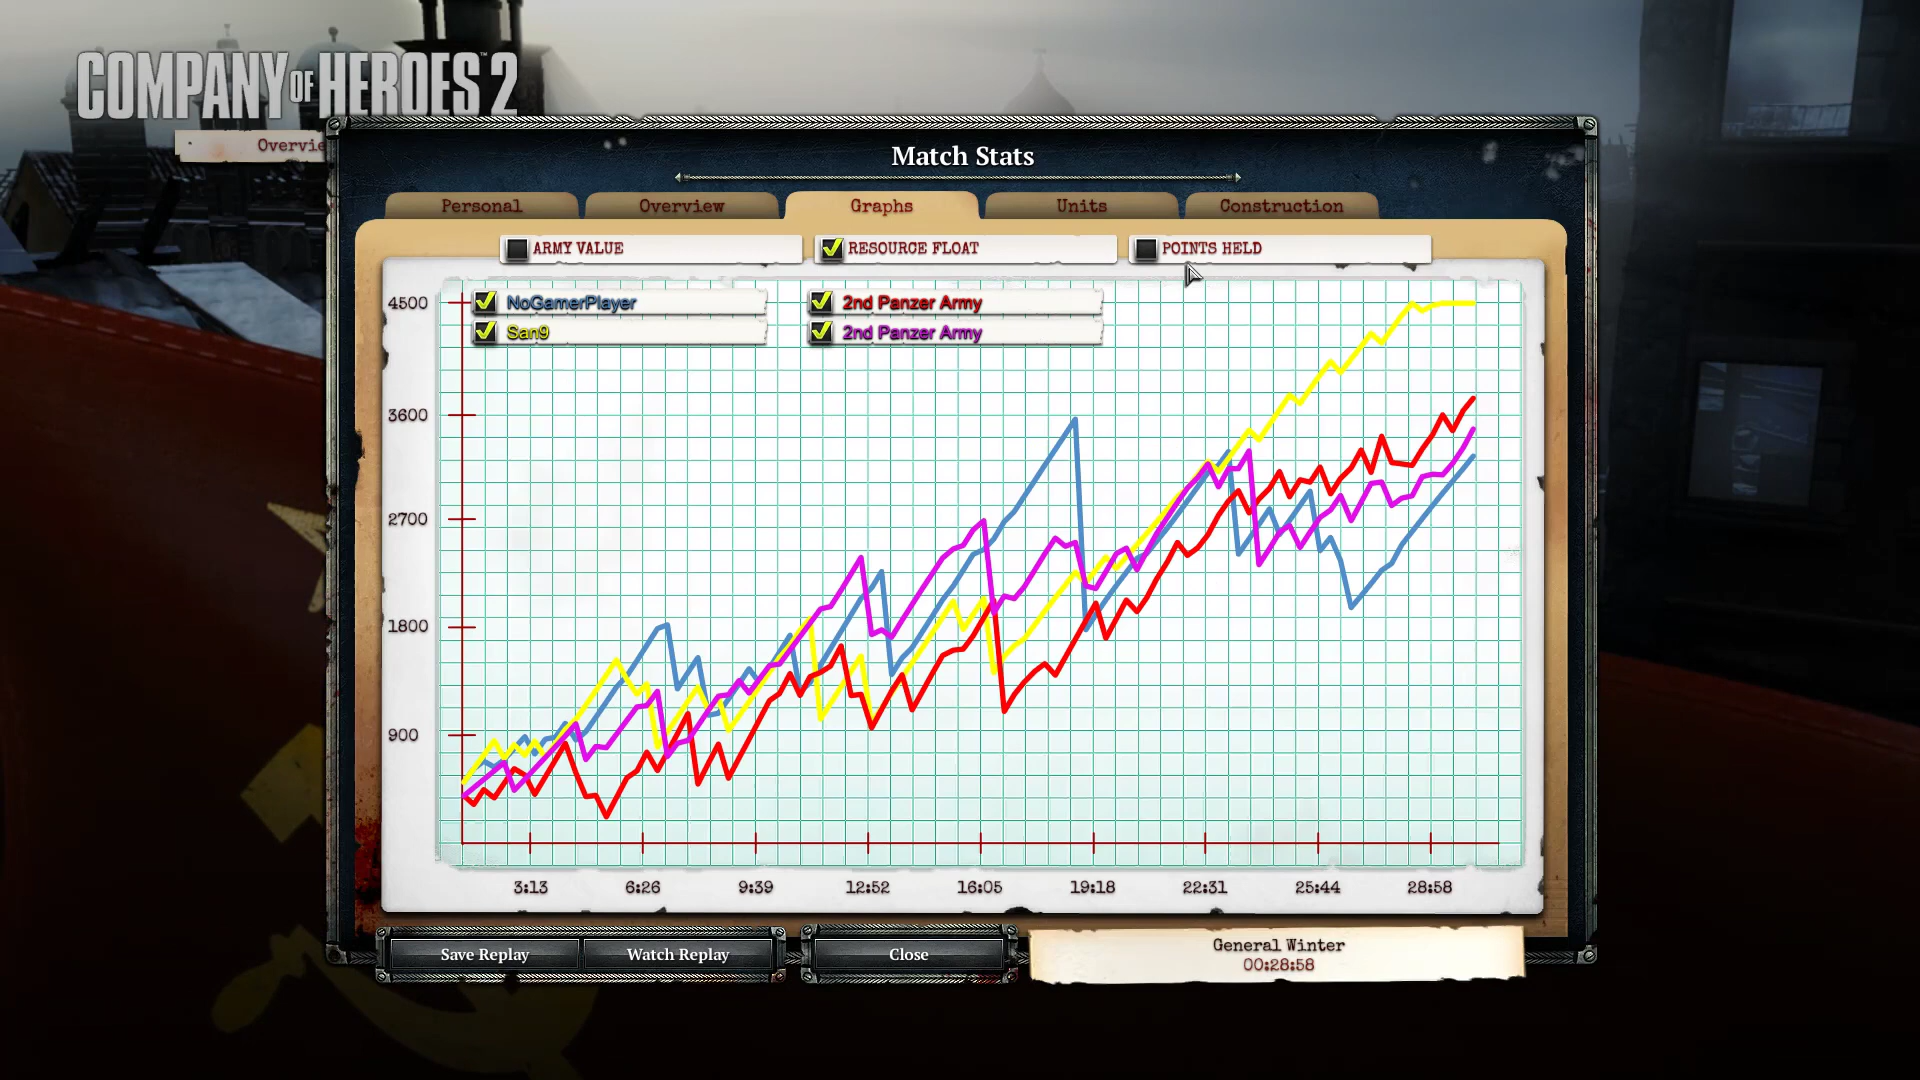 COMPANY OF HEROES™ 2
Overvie
Match Stats
Personal
Overview
Graphs
Units
Construction
ARMY VALUE
RESOURCE FLOAT
POINTS HELD
NoGamerPlayer
2nd Panzer Army
San9
2nd Panzer Army
4500
3600
2700
1800
900
3:13
6:26
9:39
12:52
16:05
19:18
22:31
25:44
28:58
Save Replay
Watch Replay
Close
General Winter
00:28:58